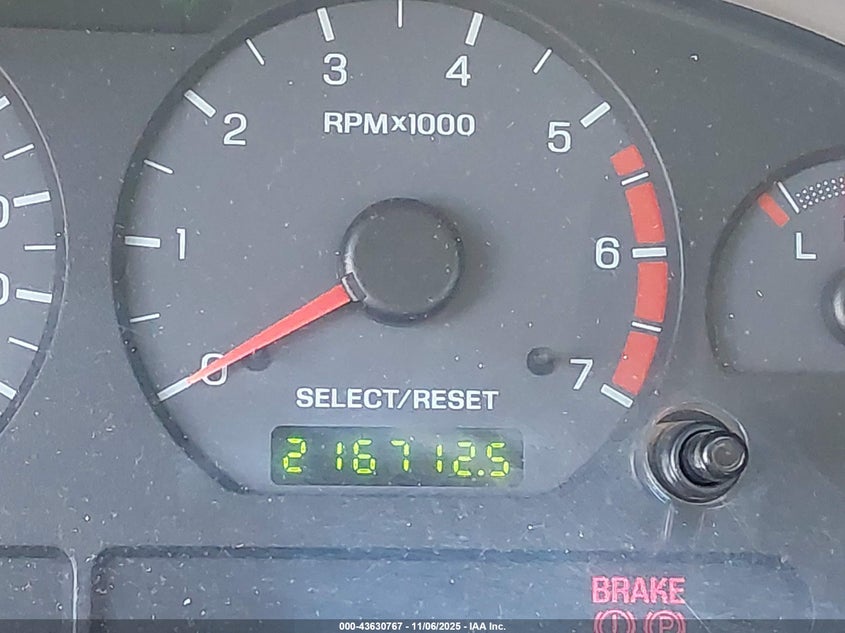 3 4
2 5
RPMx1000
1 6
0 7
L
SELECT/RESET
216712.5
BRAKE
(!) (P)
000-43630767 - 11/06/2025 - IAA Inc.